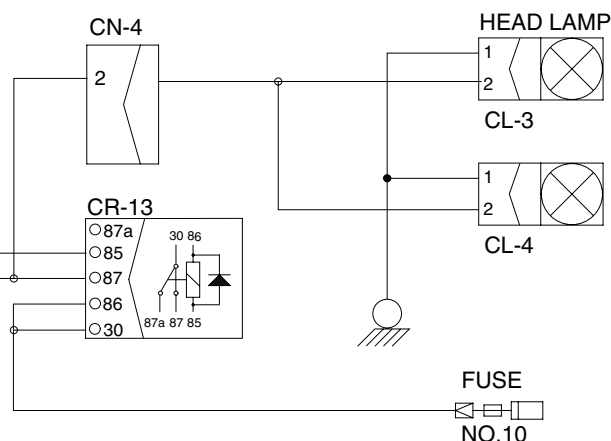 CN-4
2
HEAD LAMP
1
2
CL-3
1
2
CL-4
CR-13
87a
85
87
86
30
30 86
87a 87 85
FUSE
NO.10